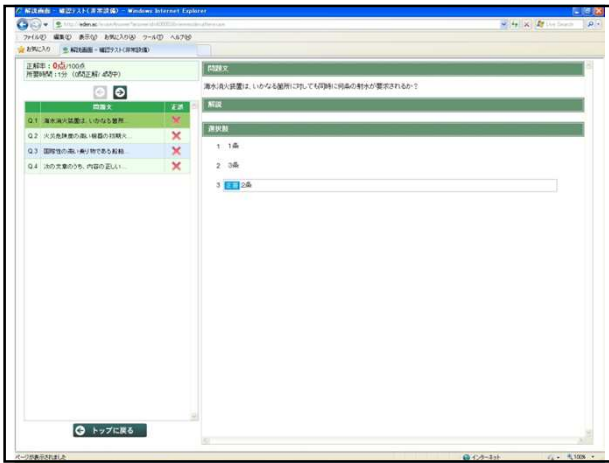 解説画面 - 確認テスト(非常設備) - Windows Internet Explorer
Live Search
ファイル(F) 編集(E) 表示(V) お気に入り(A) ツール(T) ヘルプ(H)
お気に入り 解説画面 - 確認テスト(非常設備)
正解率：0点/100点
所要時間：1分 (0問正解/4問中)
問題文 正誤
Q.1 海水消火装置は、いかなる箇所...
Q.2 火災危険度の高い機器の初期火...
Q.3 国際性の高い乗り物である船舶...
Q.4 次の文章のうち、内容の正しい...
トップに戻る
問題文
海水消火装置は、いかなる箇所に対しても同時に何条の射水が要求されるか？
解説
選択肢
1 1条
2 3条
3 正答 2条
ページが表示されました
インターネット 100%